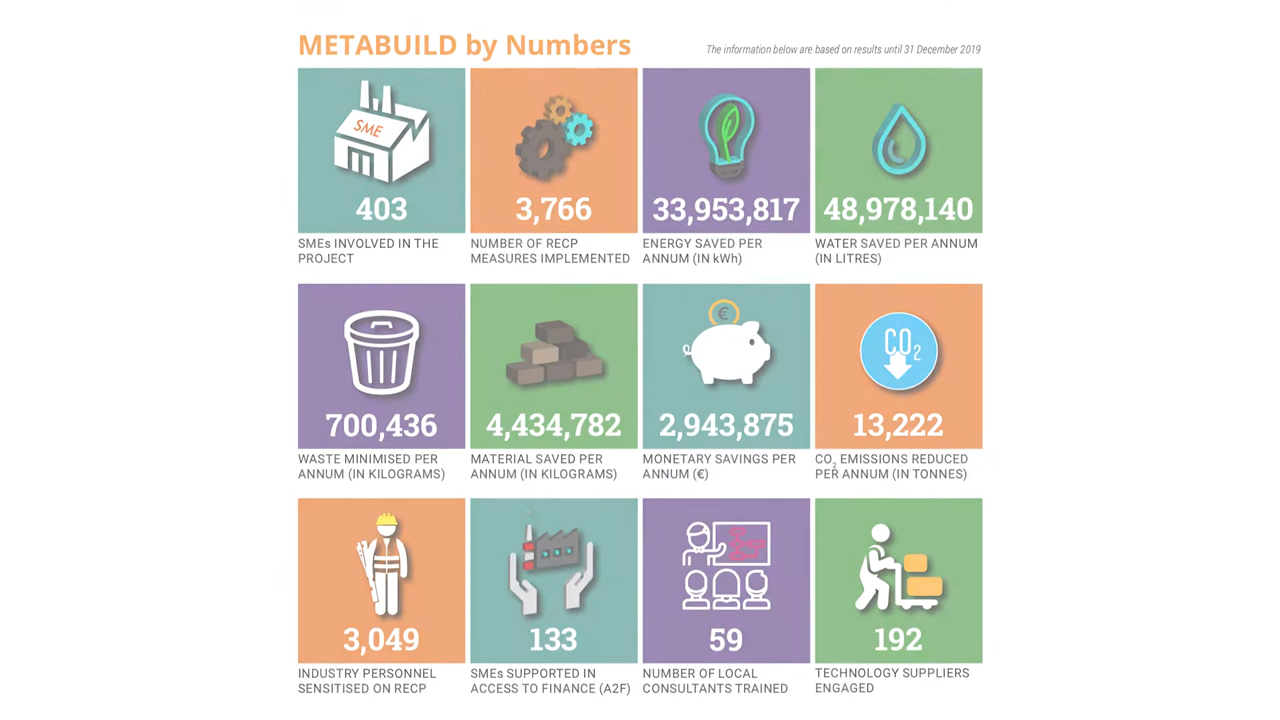 METABUILD by Numbers
The information below are based on results until 31 December 2019
SME
403
3,766
33,953,817
48,978,140
SMEs INVOLVED IN THE
PROJECT
NUMBER OF RECP
MEASURES IMPLEMENTED
ENERGY SAVED PER
ANNUM (IN kWh)
WATER SAVED PER ANNUM
(IN LITRES)
€
CO2
700,436
4,434,782
2,943,875
13,222
WASTE MINIMISED PER
ANNUM (IN KILOGRAMS)
MATERIAL SAVED PER
ANNUM (IN KILOGRAMS)
MONETARY SAVINGS PER
ANNUM (€)
CO2 EMISSIONS REDUCED
PER ANNUM (IN TONNES)
3,049
133
59
192
INDUSTRY PERSONNEL
SENSITISED ON RECP
SMEs SUPPORTED IN
ACCESS TO FINANCE (A2F)
NUMBER OF LOCAL
CONSULTANTS TRAINED
TECHNOLOGY SUPPLIERS
ENGAGED